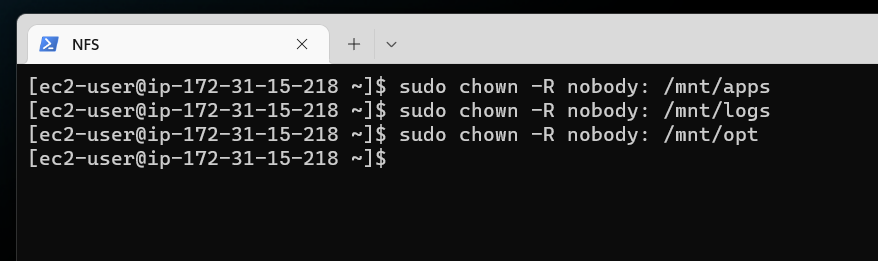 NFS
[ec2-user@ip-172-31-15-218 ~]$ sudo chown -R nobody: /mnt/apps
[ec2-user@ip-172-31-15-218 ~]$ sudo chown -R nobody: /mnt/logs
[ec2-user@ip-172-31-15-218 ~]$ sudo chown -R nobody: /mnt/opt
[ec2-user@ip-172-31-15-218 ~]$